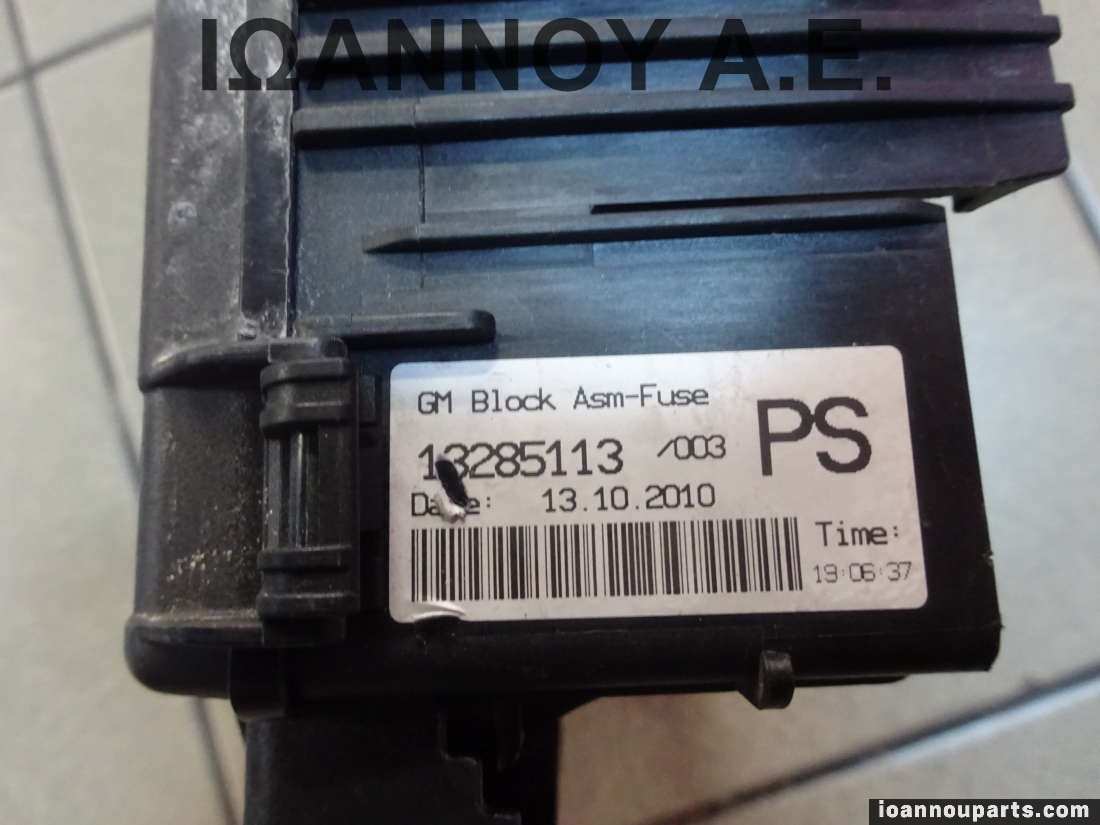 ΙΩΑΝΝΟΥ Α.Ε.
GM Block Asm-Fuse
PS
13285113 /003
Date: 13.10.2010
Time:
19:06:37
ioannouparts.com